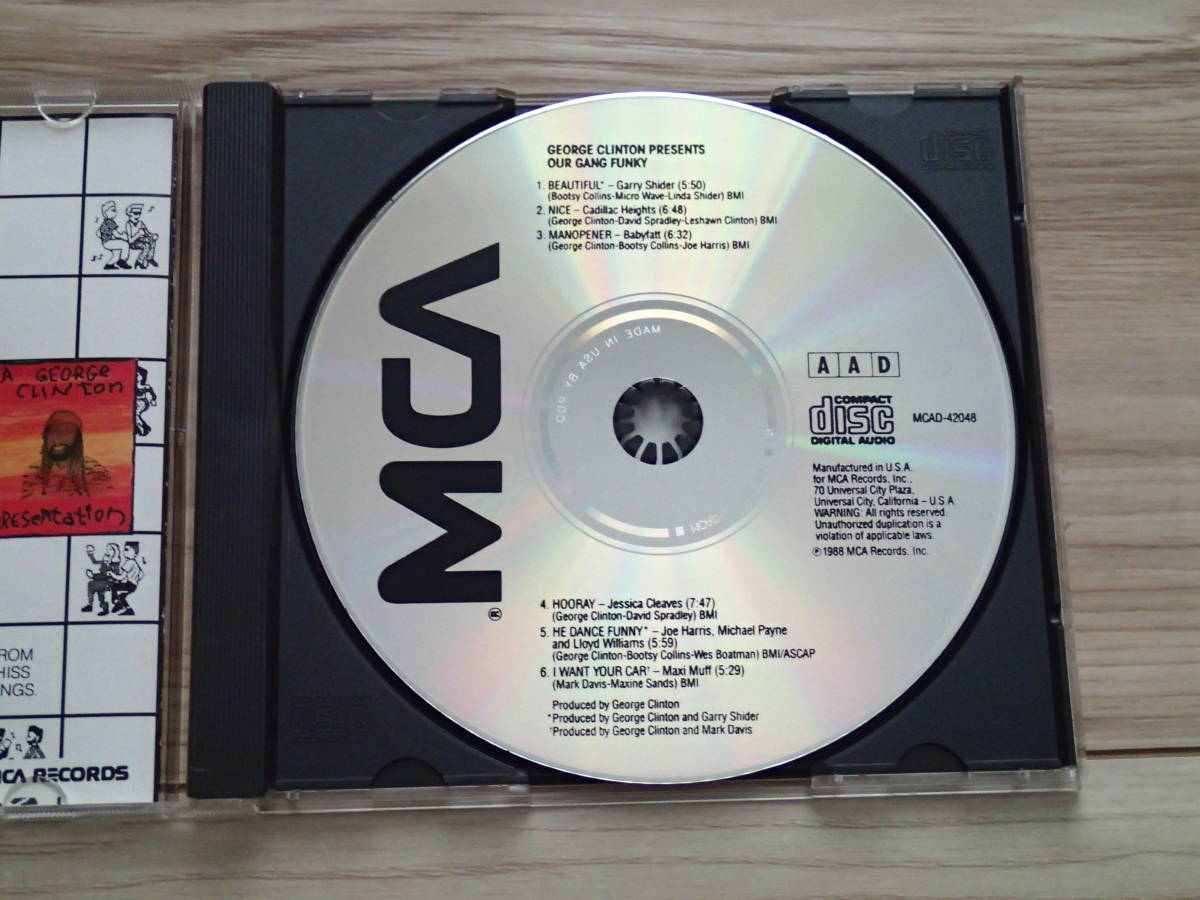 A GEORGE
CLINTON
PRESENTATION
ROM
HISS
NGS.
MCA RECORDS
MCA
®
GEORGE CLINTON PRESENTS
OUR GANG FUNKY
1. BEAUTIFUL* – Garry Shider (5:50)
(Bootsy Collins-Micro Wave-Linda Shider) BMI
2. NICE – Cadillac Heights (6:48)
(George Clinton-David Spradley-Leshawn Clinton) BMI
3. MANOPENER – Babyfatt (6:32)
(George Clinton-Bootsy Collins-Joe Harris) BMI
MADE IN USA BY PDO
AAD
COMPACT
disc
DIGITAL AUDIO
MCAD-42048
Manufactured in U.S.A.
for MCA Records, Inc.,
70 Universal City Plaza,
Universal City, California – U.S.A.
WARNING: All rights reserved.
Unauthorized duplication is a
violation of applicable laws.
℗1988 MCA Records, Inc.
4. HOORAY – Jessica Cleaves (7:47)
(George Clinton-David Spradley) BMI
5. HE DANCE FUNNY* – Joe Harris, Michael Payne
and Lloyd Williams (5:59)
(George Clinton-Bootsy Collins-Wes Boatman) BMI/ASCAP
6. I WANT YOUR CAR† – Maxi Muff (5:29)
(Mark Davis-Maxine Sands) BMI
Produced by George Clinton
*Produced by George Clinton and Garry Shider
†Produced by George Clinton and Mark Davis
disc